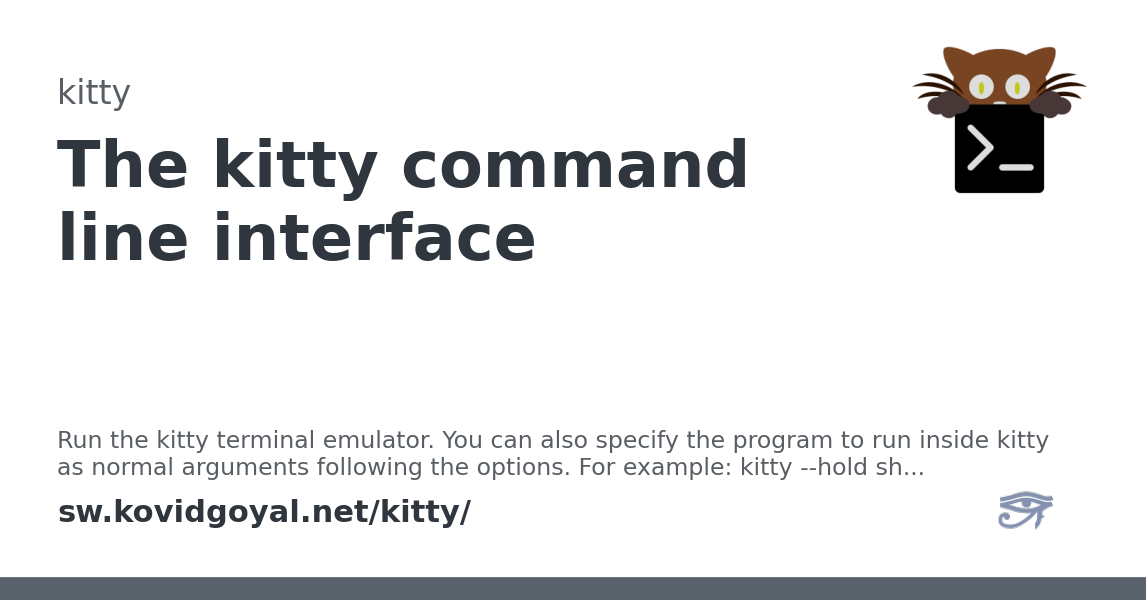 kitty
The kitty command
line interface
>_
Run the kitty terminal emulator. You can also specify the program to run inside kitty
as normal arguments following the options. For example: kitty --hold sh...
sw.kovidgoyal.net/kitty/